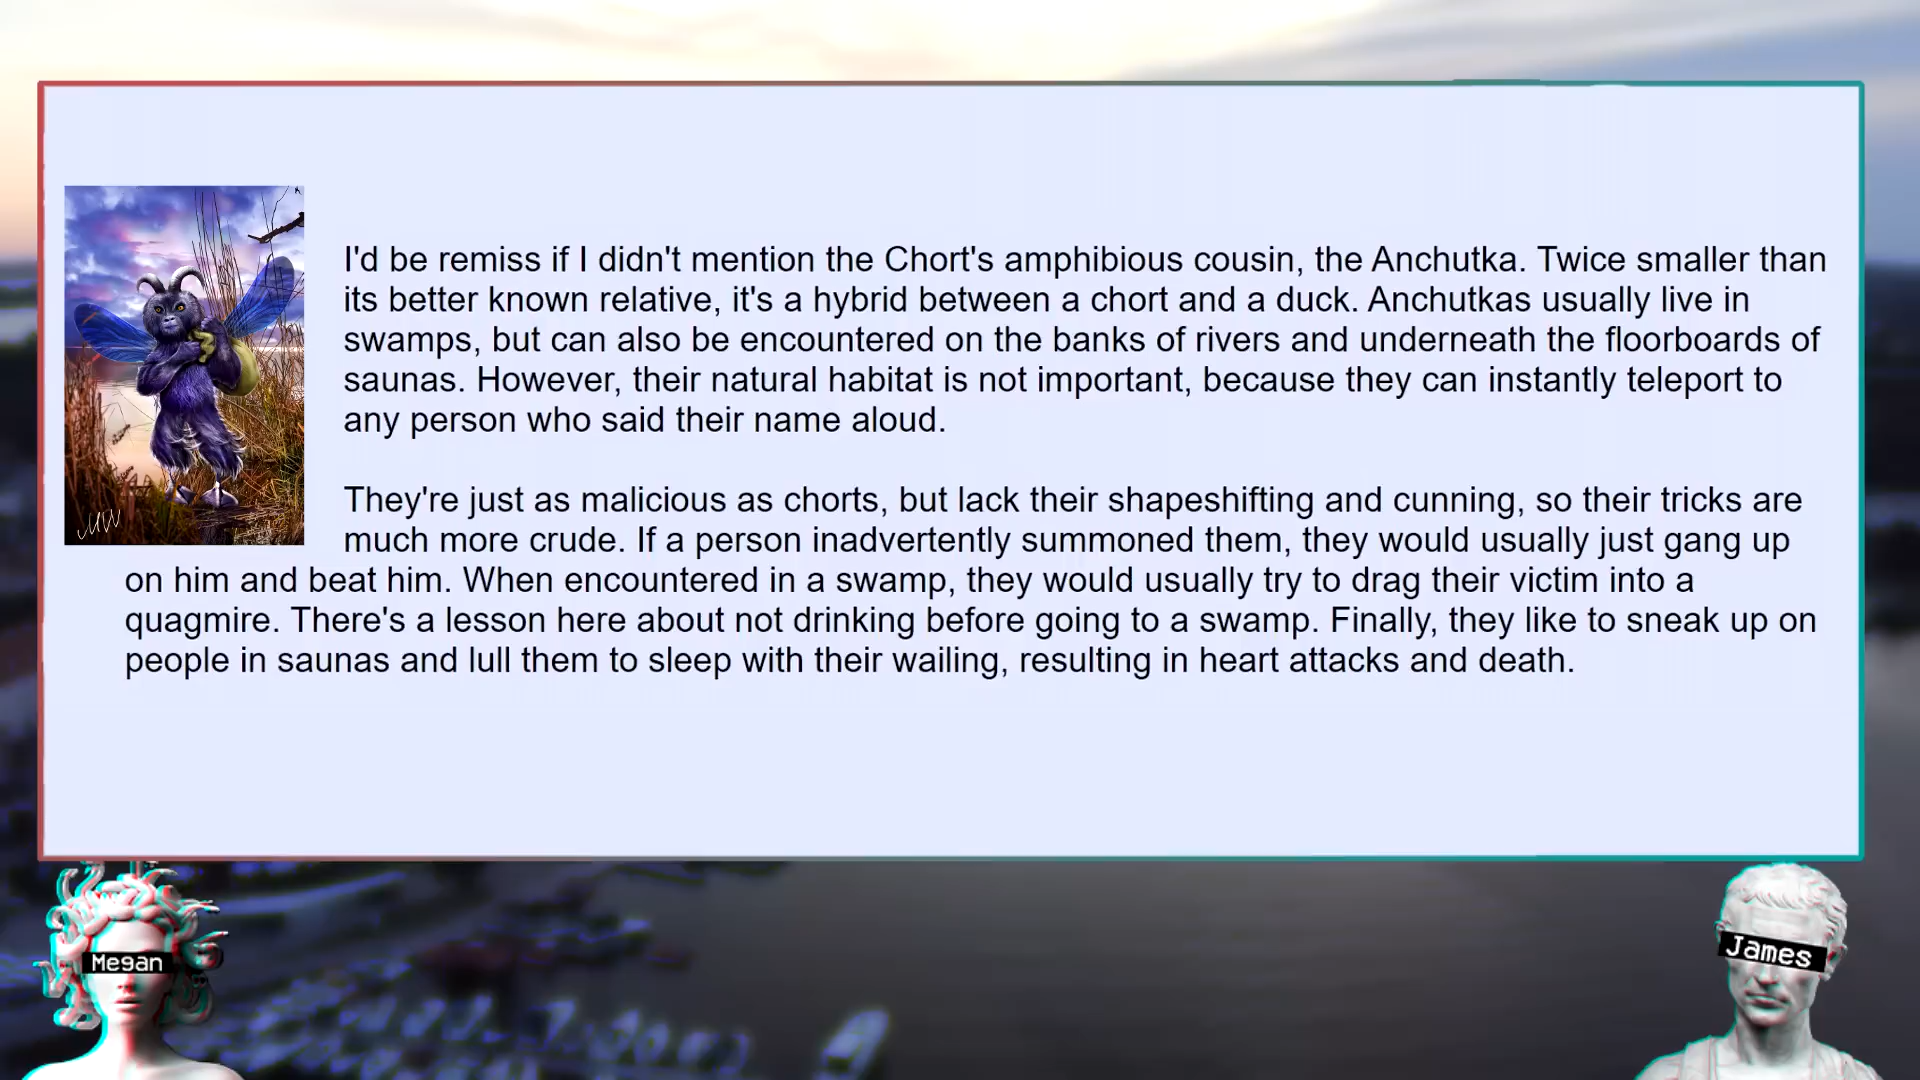 I'd be remiss if I didn't mention the Chort's amphibious cousin, the Anchutka. Twice smaller than
its better known relative, it's a hybrid between a chort and a duck. Anchutkas usually live in
swamps, but can also be encountered on the banks of rivers and underneath the floorboards of
saunas. However, their natural habitat is not important, because they can instantly teleport to
any person who said their name aloud.
They're just as malicious as chorts, but lack their shapeshifting and cunning, so their tricks are
much more crude. If a person inadvertently summoned them, they would usually just gang up
on him and beat him. When encountered in a swamp, they would usually try to drag their victim into a
quagmire. There's a lesson here about not drinking before going to a swamp. Finally, they like to sneak up on
people in saunas and lull them to sleep with their wailing, resulting in heart attacks and death.
MW
Megan
James